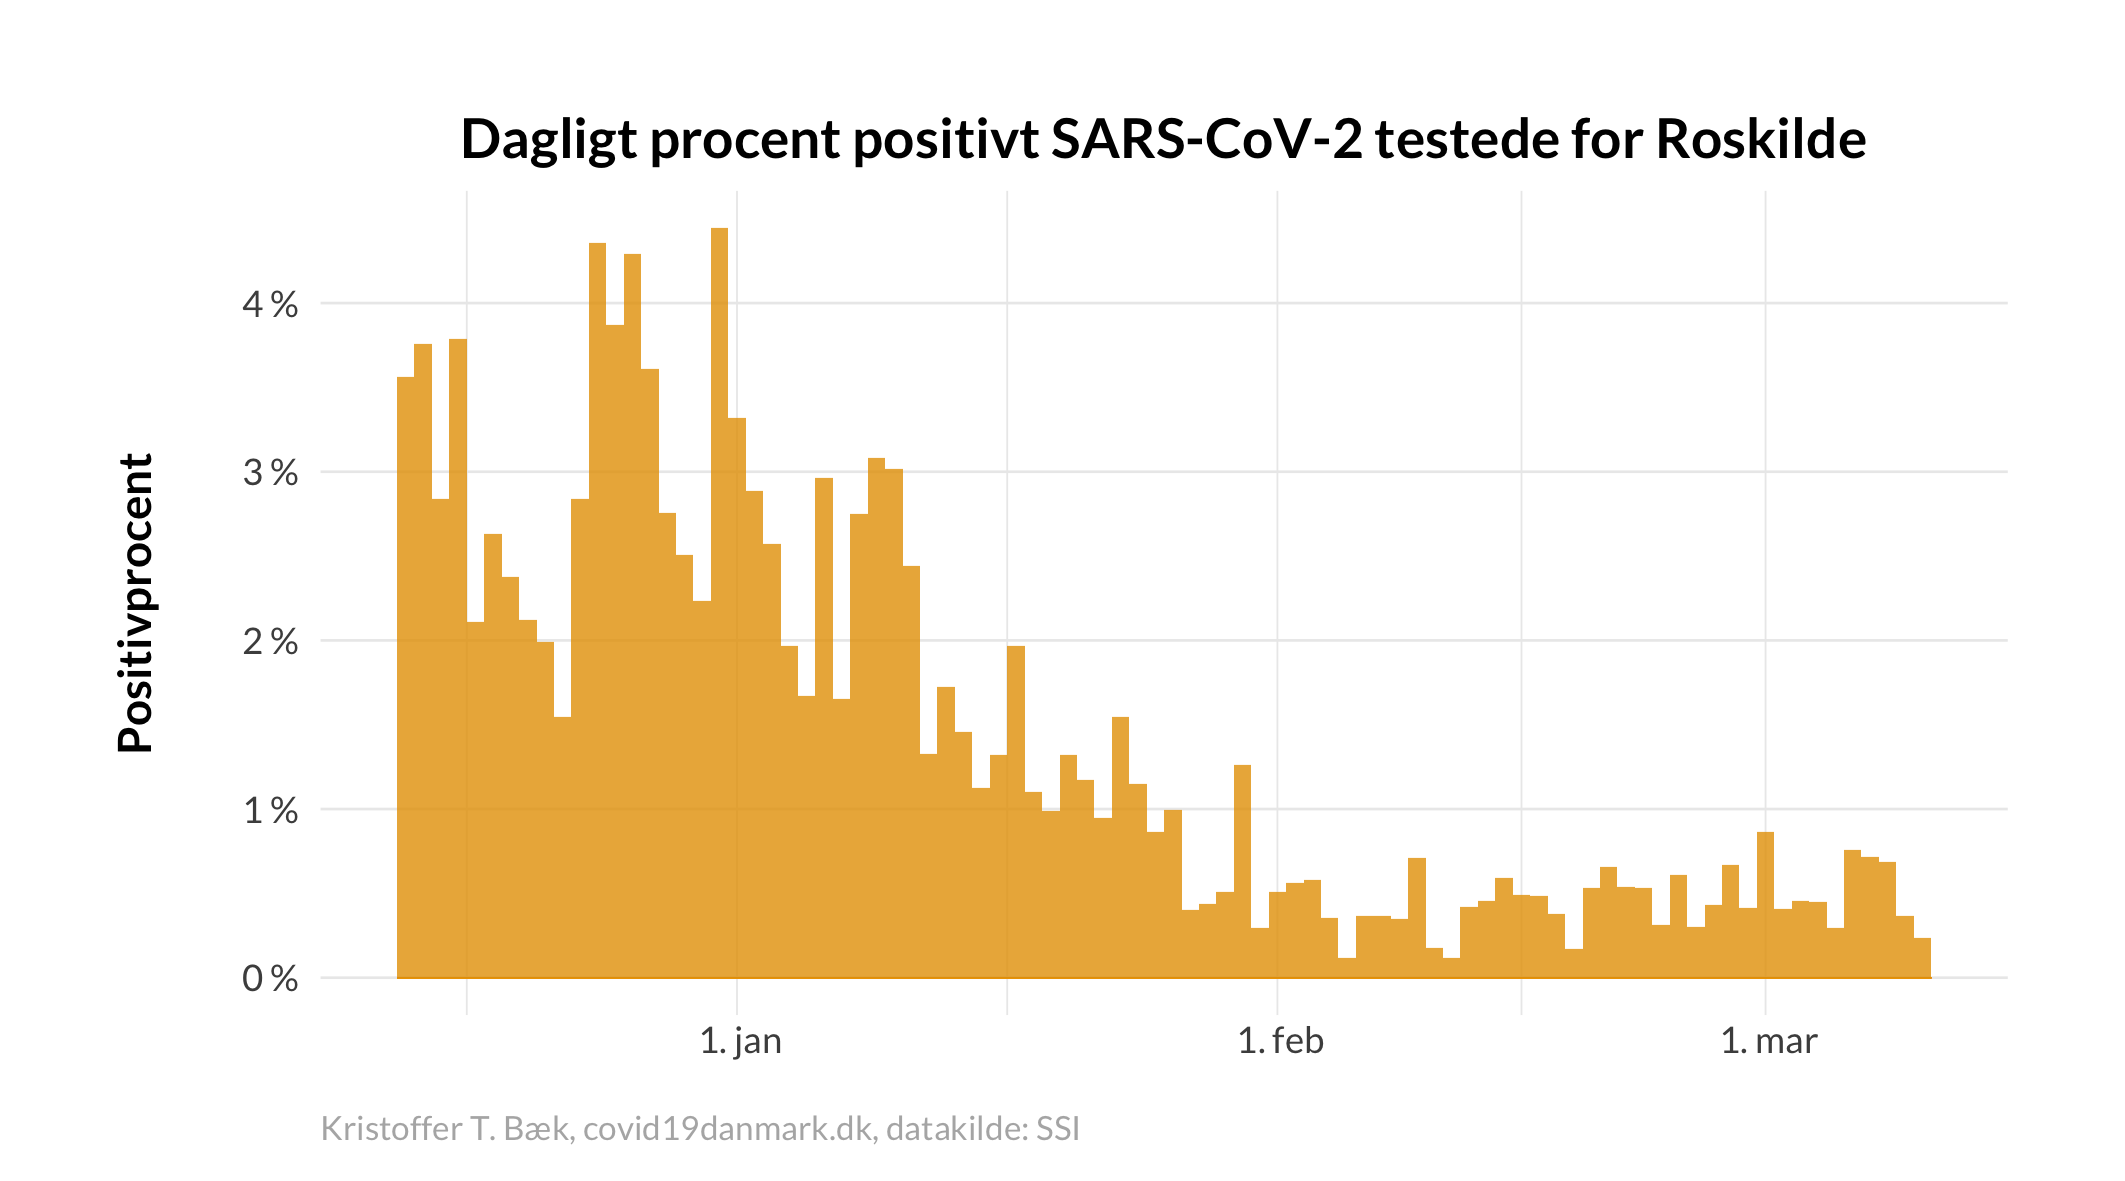 Dagligt procent positivt SARS-CoV-2 testede for Roskilde
Positivprocent
4 %
3 %
2 %
1 %
0 %
1. jan
1. feb
1. mar
Kristoffer T. Bæk, covid19danmark.dk, datakilde: SSI